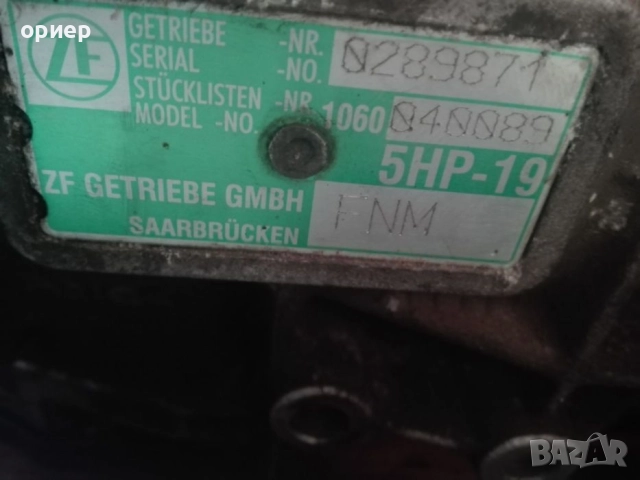 ориер
ZF
GETRIEBE -NR. 0289871
SERIAL -NO.
STÜCKLISTEN -NR. 1060 040089
MODEL -NO.
5HP-19
ZF GETRIEBE GMBH
SAARBRÜCKEN
FNM
BAZAR